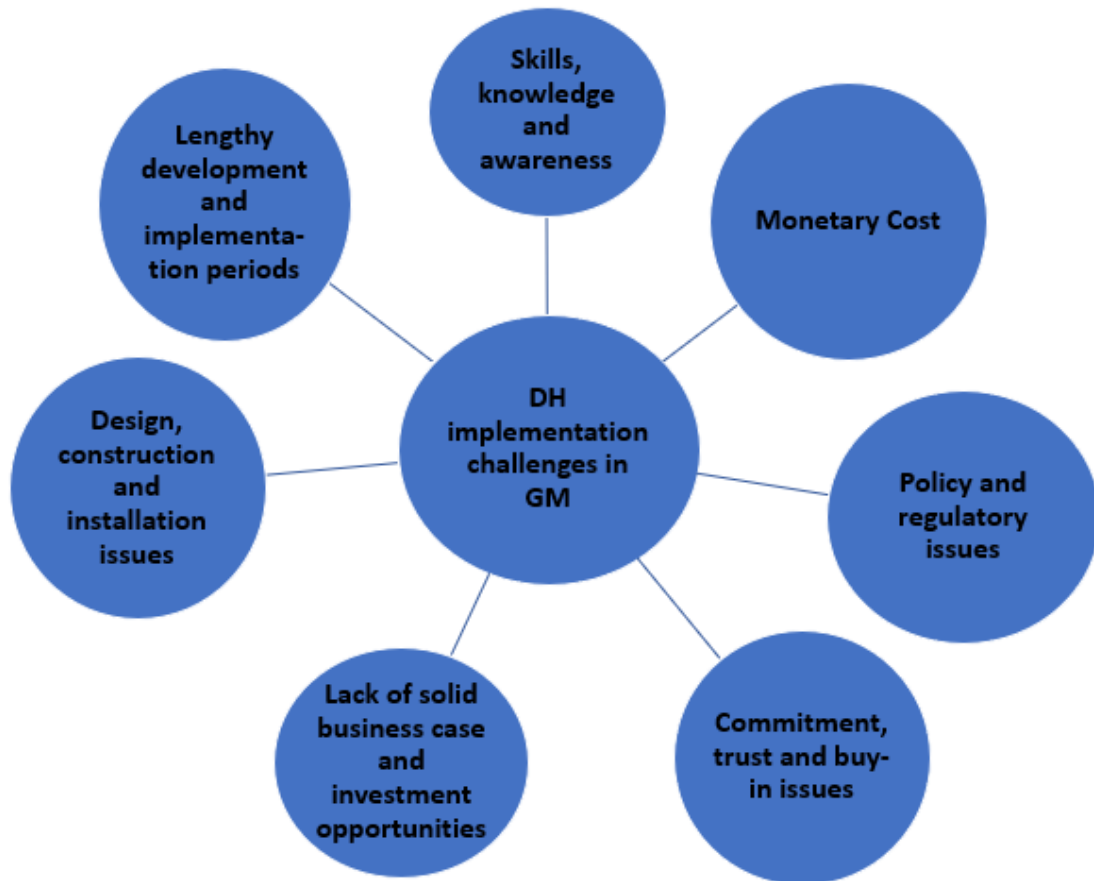 Skills,
knowledge
and
awareness
Monetary Cost
Policy and
regulatory
issues
Commitment,
trust and buy-
in issues
Lack of solid
business case
and
investment
opportunities
Design,
construction
and
installation
issues
Lengthy
development
and
implementa-
tion periods
DH
implementation
challenges in
GM